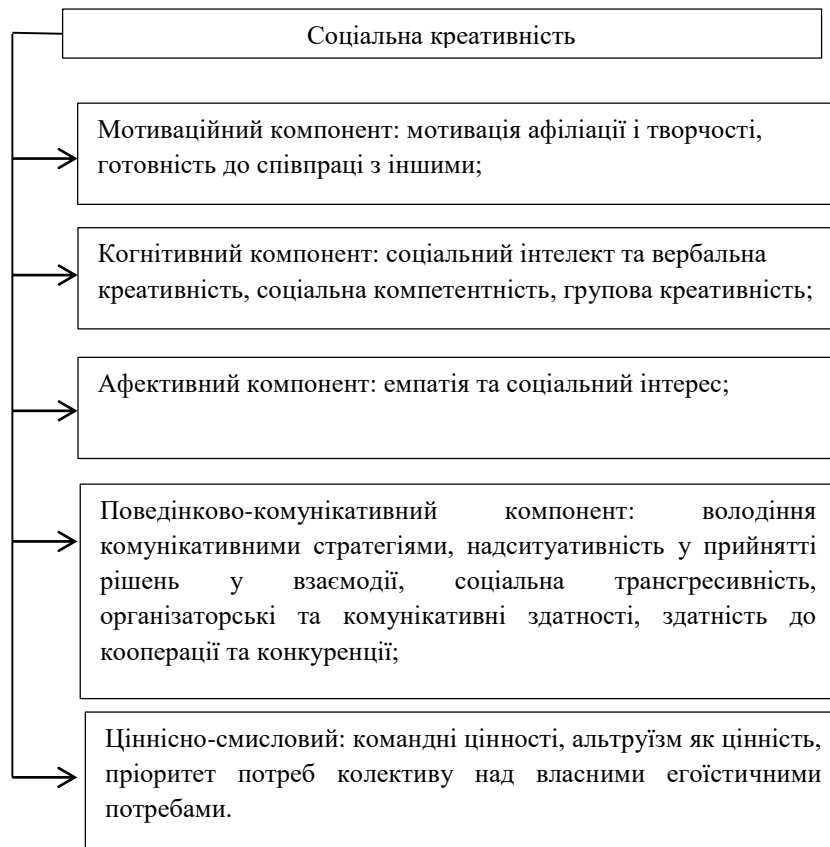 Соціальна креативність
Мотиваційний компонент: мотивація афіліації і творчості,
готовність до співпраці з іншими;
Когнітивний компонент: соціальний інтелект та вербальна
креативність, соціальна компетентність, групова креативність;
Афективний компонент: емпатія та соціальний інтерес;
Поведінково-комунікативний компонент: володіння
комунікативними стратегіями, надситуативність у прийнятті
рішень у взаємодії, соціальна трансгресивність,
організаторські та комунікативні здатності, здатність до
кооперації та конкуренції;
Ціннісно-смисловий: командні цінності, альтруїзм як цінність,
пріоритет потреб колективу над власними егоїстичними
потребами.